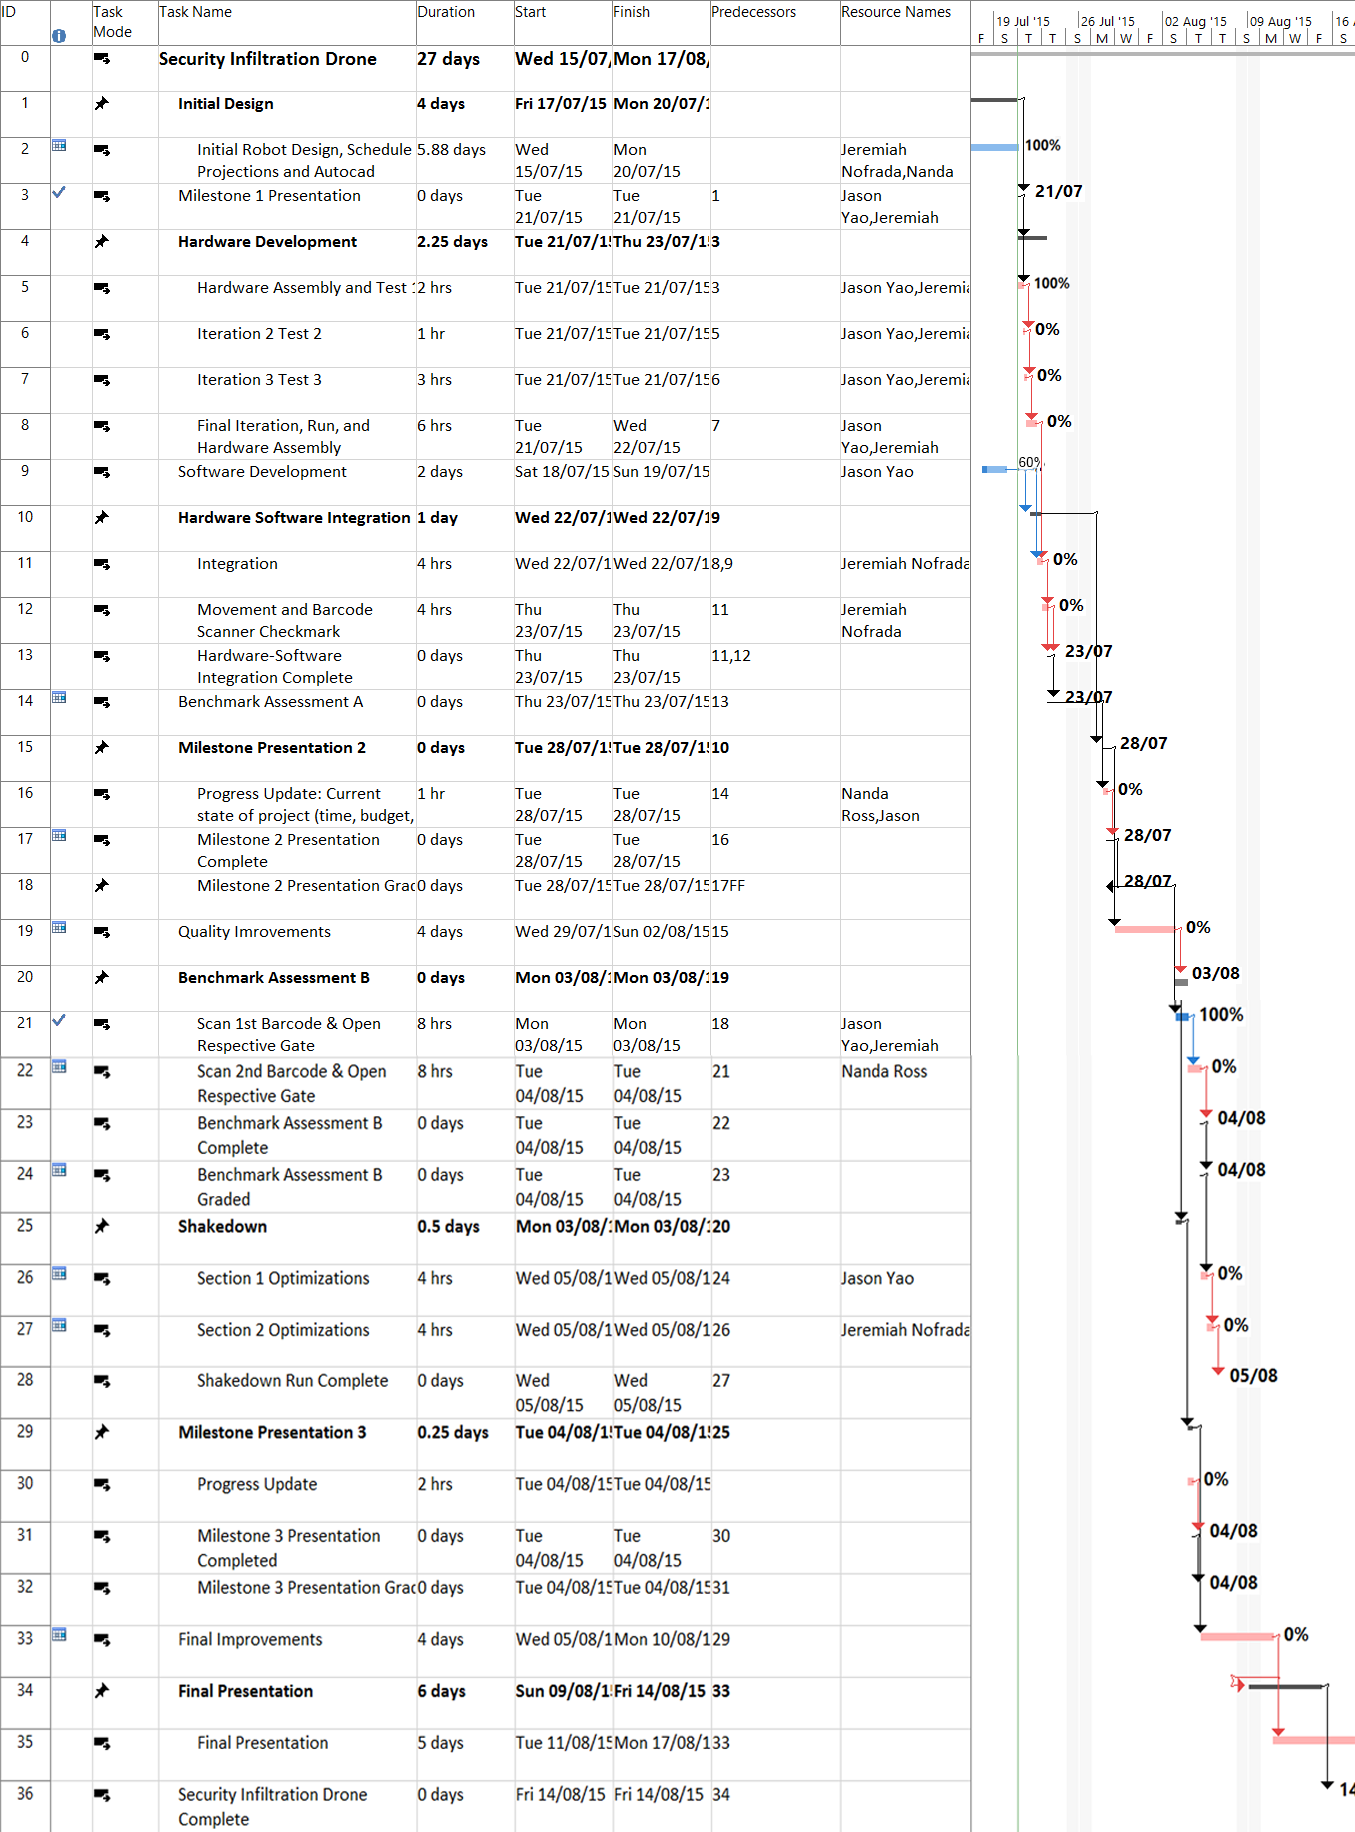 ID Task Mode Task Name Duration Start Finish Predecessors Resource Names
19 Jul '15 26 Jul '15 02 Aug '15 09 Aug '15 16
F S T T S M W F S T T S M W F S
0 Security Infiltration Drone 27 days Wed 15/07/ Mon 17/08/
1 Initial Design 4 days Fri 17/07/15 Mon 20/07/1
2 Initial Robot Design, Schedule 5.88 days Wed Mon Jeremiah 100%
Projections and Autocad 15/07/15 20/07/15 Nofrada,Nanda
3 Milestone 1 Presentation 0 days Tue Tue 1 Jason 21/07
21/07/15 21/07/15 Yao,Jeremiah
4 Hardware Development 2.25 days Tue 21/07/15 Thu 23/07/15 3
5 Hardware Assembly and Test 1 2 hrs Tue 21/07/15 Tue 21/07/15 3 Jason Yao,Jeremia 100%
6 Iteration 2 Test 2 1 hr Tue 21/07/15 Tue 21/07/15 5 Jason Yao,Jeremia 0%
7 Iteration 3 Test 3 3 hrs Tue 21/07/15 Tue 21/07/15 6 Jason Yao,Jeremia 0%
8 Final Iteration, Run, and 6 hrs Tue Wed 7 Jason 0%
Hardware Assembly 21/07/15 22/07/15 Yao,Jeremiah
9 Software Development 2 days Sat 18/07/15 Sun 19/07/15 Jason Yao 60%
10 Hardware Software Integration 1 day Wed 22/07/1 Wed 22/07/1 9
11 Integration 4 hrs Wed 22/07/1 Wed 22/07/1 8,9 Jeremiah Nofrada 0%
12 Movement and Barcode 4 hrs Thu Thu 11 Jeremiah 0%
Scanner Checkmark 23/07/15 23/07/15 Nofrada
13 Hardware-Software 0 days Thu Thu 11,12 23/07
Integration Complete 23/07/15 23/07/15
14 Benchmark Assessment A 0 days Thu 23/07/15 Thu 23/07/15 13 23/07
15 Milestone Presentation 2 0 days Tue 28/07/15 Tue 28/07/15 10 28/07
16 Progress Update: Current 1 hr Tue Tue 14 Nanda 0%
state of project (time, budget, 28/07/15 28/07/15 Ross,Jason
17 Milestone 2 Presentation 0 days Tue Tue 16 28/07
Complete 28/07/15 28/07/15
18 Milestone 2 Presentation Grad 0 days Tue 28/07/15 Tue 28/07/15 17FF 28/07
19 Quality Imrovements 4 days Wed 29/07/1 Sun 02/08/15 15 0%
20 Benchmark Assessment B 0 days Mon 03/08/1 Mon 03/08/1 19 03/08
21 Scan 1st Barcode & Open 8 hrs Mon Mon 18 Jason 100%
Respective Gate 03/08/15 03/08/15 Yao,Jeremiah
22 Scan 2nd Barcode & Open 8 hrs Tue Tue 21 Nanda Ross 0%
Respective Gate 04/08/15 04/08/15
23 Benchmark Assessment B 0 days Tue Tue 22 04/08
Complete 04/08/15 04/08/15
24 Benchmark Assessment B 0 days Tue Tue 23 04/08
Graded 04/08/15 04/08/15
25 Shakedown 0.5 days Mon 03/08/1 Mon 03/08/1 20
26 Section 1 Optimizations 4 hrs Wed 05/08/1 Wed 05/08/1 24 Jason Yao 0%
27 Section 2 Optimizations 4 hrs Wed 05/08/1 Wed 05/08/1 26 Jeremiah Nofrada 0%
28 Shakedown Run Complete 0 days Wed Wed 27 05/08
05/08/15 05/08/15
29 Milestone Presentation 3 0.25 days Tue 04/08/15 Tue 04/08/15 25
30 Progress Update 2 hrs Tue 04/08/15 Tue 04/08/15 0%
31 Milestone 3 Presentation 0 days Tue Tue 30 04/08
Completed 04/08/15 04/08/15
32 Milestone 3 Presentation Grad 0 days Tue 04/08/15 Tue 04/08/15 31 04/08
33 Final Improvements 4 days Wed 05/08/1 Mon 10/08/1 29 0%
34 Final Presentation 6 days Sun 09/08/15 Fri 14/08/15 33
35 Final Presentation 5 days Tue 11/08/15 Mon 17/08/1 33
36 Security Infiltration Drone 0 days Fri 14/08/15 Fri 14/08/15 34 14
Complete